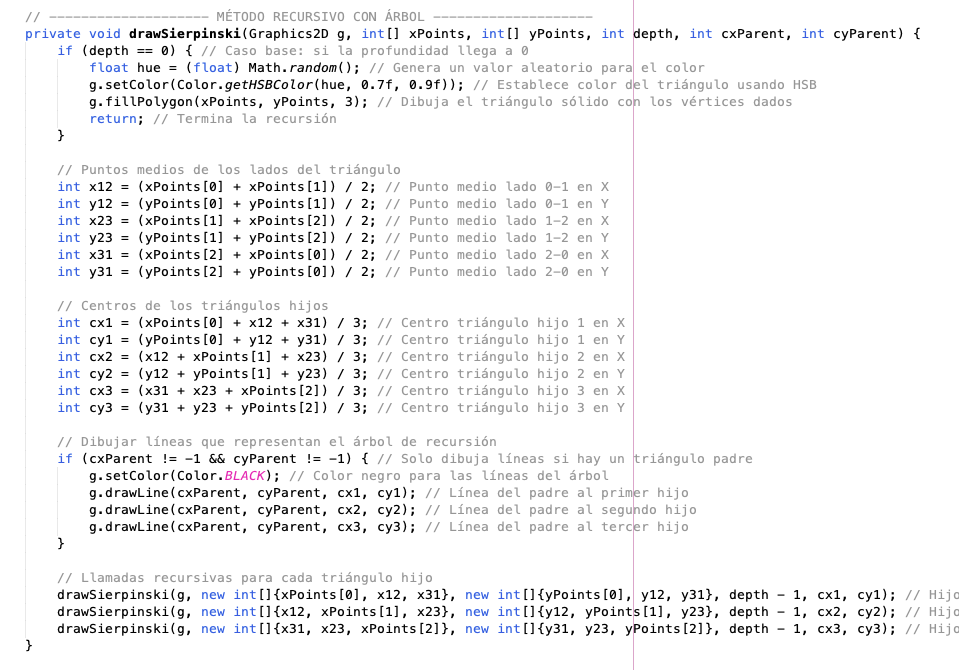 // —————————————————— MÉTODO RECURSIVO CON ÁRBOL ——————————————————
private void drawSierpinski(Graphics2D g, int[] xPoints, int[] yPoints, int depth, int cxParent, int cyParent) {
if (depth == 0) { // Caso base: si la profundidad llega a 0
float hue = (float) Math.random(); // Genera un valor aleatorio para el color
g.setColor(Color.getHSBColor(hue, 0.7f, 0.9f)); // Establece color del triángulo usando HSB
g.fillPolygon(xPoints, yPoints, 3); // Dibuja el triángulo sólido con los vértices dados
return; // Termina la recursión
}
// Puntos medios de los lados del triángulo
int x12 = (xPoints[0] + xPoints[1]) / 2; // Punto medio lado 0-1 en X
int y12 = (yPoints[0] + yPoints[1]) / 2; // Punto medio lado 0-1 en Y
int x23 = (xPoints[1] + xPoints[2]) / 2; // Punto medio lado 1-2 en X
int y23 = (yPoints[1] + yPoints[2]) / 2; // Punto medio lado 1-2 en Y
int x31 = (xPoints[2] + xPoints[0]) / 2; // Punto medio lado 2-0 en X
int y31 = (yPoints[2] + yPoints[0]) / 2; // Punto medio lado 2-0 en Y
// Centros de los triángulos hijos
int cx1 = (xPoints[0] + x12 + x31) / 3; // Centro triángulo hijo 1 en X
int cy1 = (yPoints[0] + y12 + y31) / 3; // Centro triángulo hijo 1 en Y
int cx2 = (x12 + xPoints[1] + x23) / 3; // Centro triángulo hijo 2 en X
int cy2 = (y12 + yPoints[1] + y23) / 3; // Centro triángulo hijo 2 en Y
int cx3 = (x31 + x23 + xPoints[2]) / 3; // Centro triángulo hijo 3 en X
int cy3 = (y31 + y23 + yPoints[2]) / 3; // Centro triángulo hijo 3 en Y
// Dibujar líneas que representan el árbol de recursión
if (cxParent != -1 && cyParent != -1) { // Solo dibuja líneas si hay un triángulo padre
g.setColor(Color.BLACK); // Color negro para las líneas del árbol
g.drawLine(cxParent, cyParent, cx1, cy1); // Línea del padre al primer hijo
g.drawLine(cxParent, cyParent, cx2, cy2); // Línea del padre al segundo hijo
g.drawLine(cxParent, cyParent, cx3, cy3); // Línea del padre al tercer hijo
}
// Llamadas recursivas para cada triángulo hijo
drawSierpinski(g, new int[]{xPoints[0], x12, x31}, new int[]{yPoints[0], y12, y31}, depth - 1, cx1, cy1); // Hijo
drawSierpinski(g, new int[]{x12, xPoints[1], x23}, new int[]{y12, yPoints[1], y23}, depth - 1, cx2, cy2); // Hijo
drawSierpinski(g, new int[]{x31, x23, xPoints[2]}, new int[]{y31, y23, yPoints[2]}, depth - 1, cx3, cy3); // Hijo
}